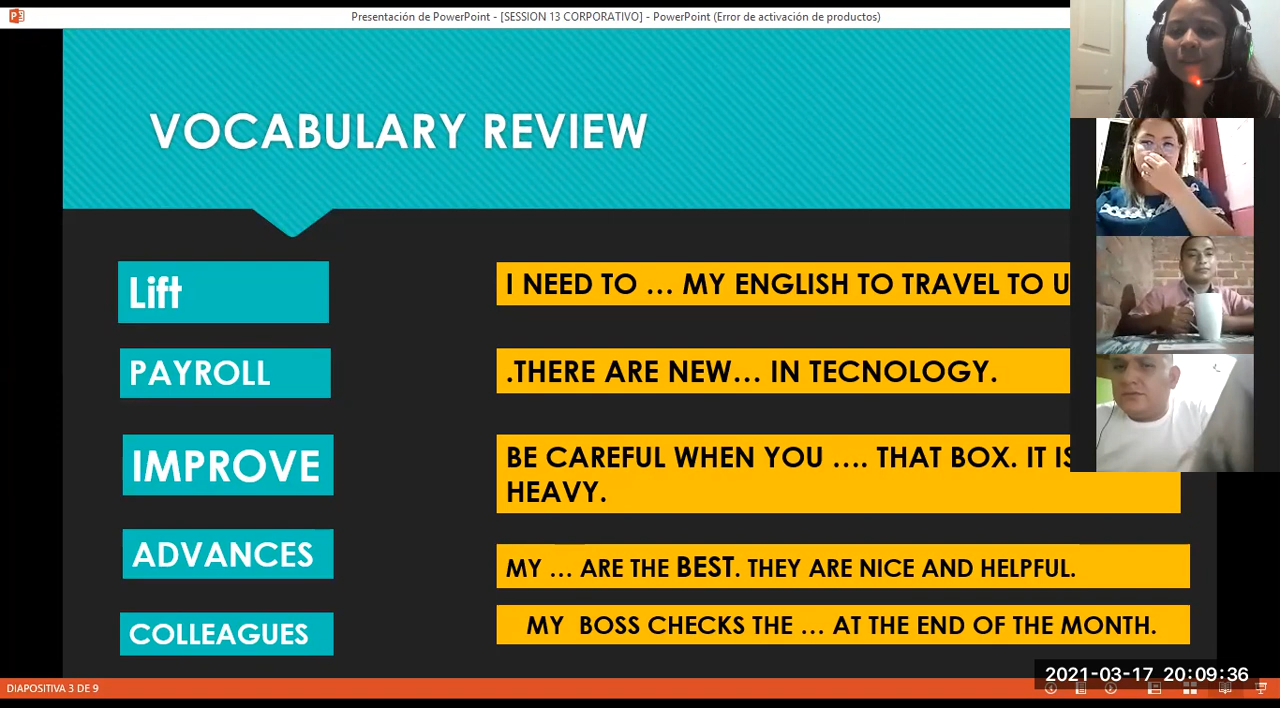 Presentación de PowerPoint - [SESSION 13 CORPORATIVO] - PowerPoint (Error de activación de productos)
VOCABULARY REVIEW
Lift
I NEED TO … MY ENGLISH TO TRAVEL TO U
PAYROLL
.THERE ARE NEW… IN TECNOLOGY.
IMPROVE
BE CAREFUL WHEN YOU …. THAT BOX. IT IS
HEAVY.
ADVANCES
MY … ARE THE BEST. THEY ARE NICE AND HELPFUL.
COLLEAGUES
MY BOSS CHECKS THE … AT THE END OF THE MONTH.
2021-03-17 20:09:36
DIAPOSITIVA 3 DE 9